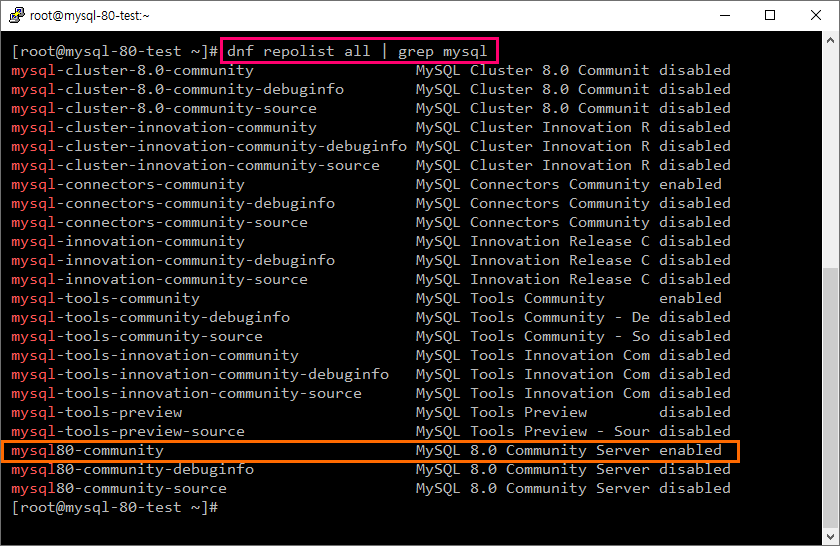 root@mysql-80-test:~
[root@mysql-80-test ~]# dnf repolist all | grep mysql
mysql-cluster-8.0-community MySQL Cluster 8.0 Communit disabled
mysql-cluster-8.0-community-debuginfo MySQL Cluster 8.0 Communit disabled
mysql-cluster-8.0-community-source MySQL Cluster 8.0 Communit disabled
mysql-cluster-innovation-community MySQL Cluster Innovation R disabled
mysql-cluster-innovation-community-debuginfo MySQL Cluster Innovation R disabled
mysql-cluster-innovation-community-source MySQL Cluster Innovation R disabled
mysql-connectors-community MySQL Connectors Community enabled
mysql-connectors-community-debuginfo MySQL Connectors Community disabled
mysql-connectors-community-source MySQL Connectors Community disabled
mysql-innovation-community MySQL Innovation Release C disabled
mysql-innovation-community-debuginfo MySQL Innovation Release C disabled
mysql-innovation-community-source MySQL Innovation Release C disabled
mysql-tools-community MySQL Tools Community enabled
mysql-tools-community-debuginfo MySQL Tools Community - De disabled
mysql-tools-community-source MySQL Tools Community - So disabled
mysql-tools-innovation-community MySQL Tools Innovation Com disabled
mysql-tools-innovation-community-debuginfo MySQL Tools Innovation Com disabled
mysql-tools-innovation-community-source MySQL Tools Innovation Com disabled
mysql-tools-preview MySQL Tools Preview disabled
mysql-tools-preview-source MySQL Tools Preview - Sour disabled
mysql80-community MySQL 8.0 Community Server enabled
mysql80-community-debuginfo MySQL 8.0 Community Server disabled
mysql80-community-source MySQL 8.0 Community Server disabled
[root@mysql-80-test ~]#